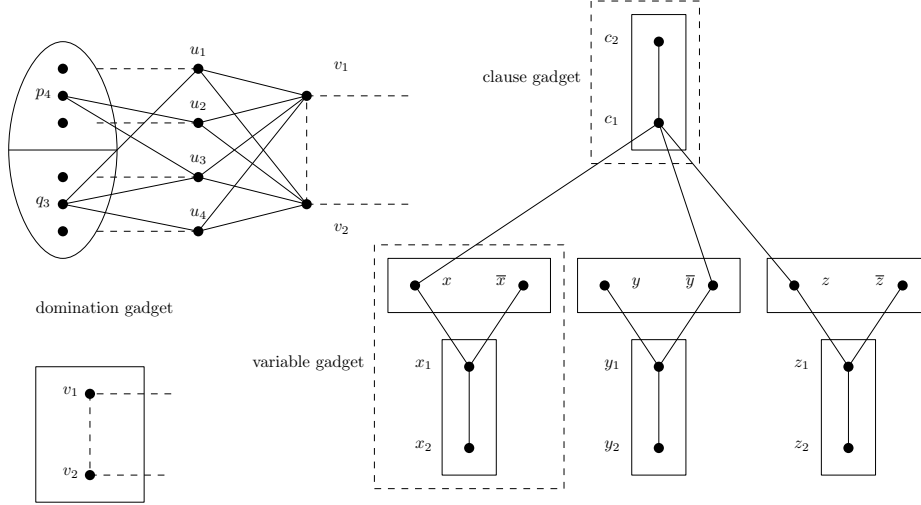 u₁
v₁
p₄
u₂
u₃
q₃
u₄
v₂
domination gadget
v₁
v₂
c₂
clause gadget
c₁
x x̅ y y̅ z z̅
variable gadget
x₁ y₁ z₁
x₂ y₂ z₂